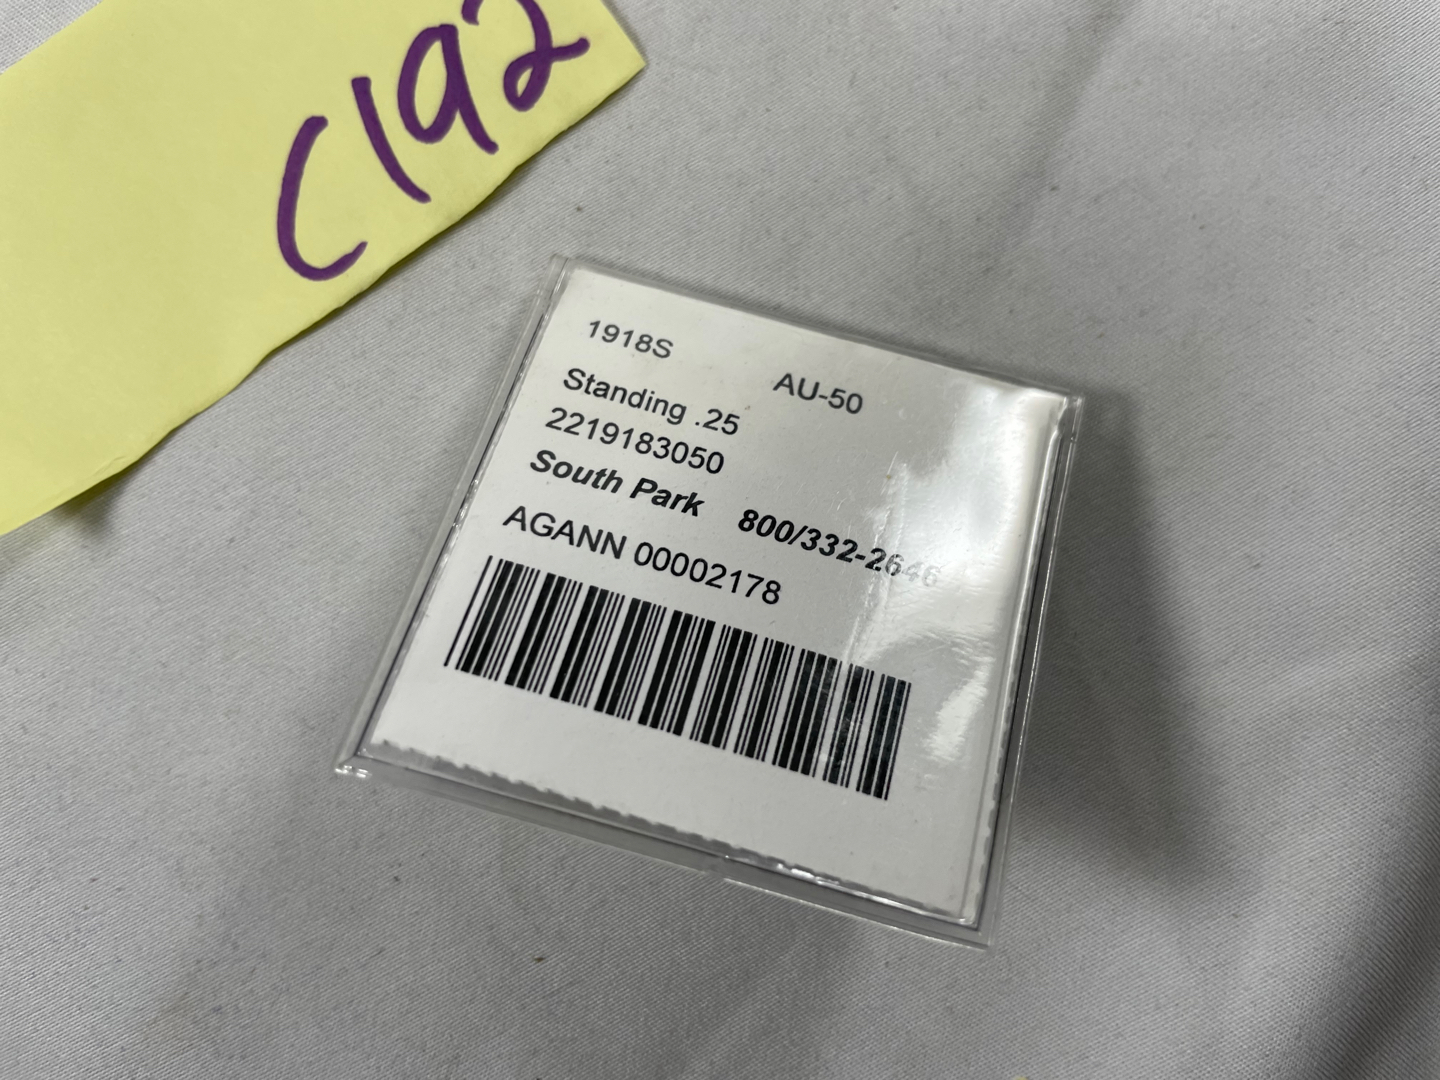 C192
1918S
AU-50
Standing .25
2219183050
South Park 800/332-2646
AGANN 00002178